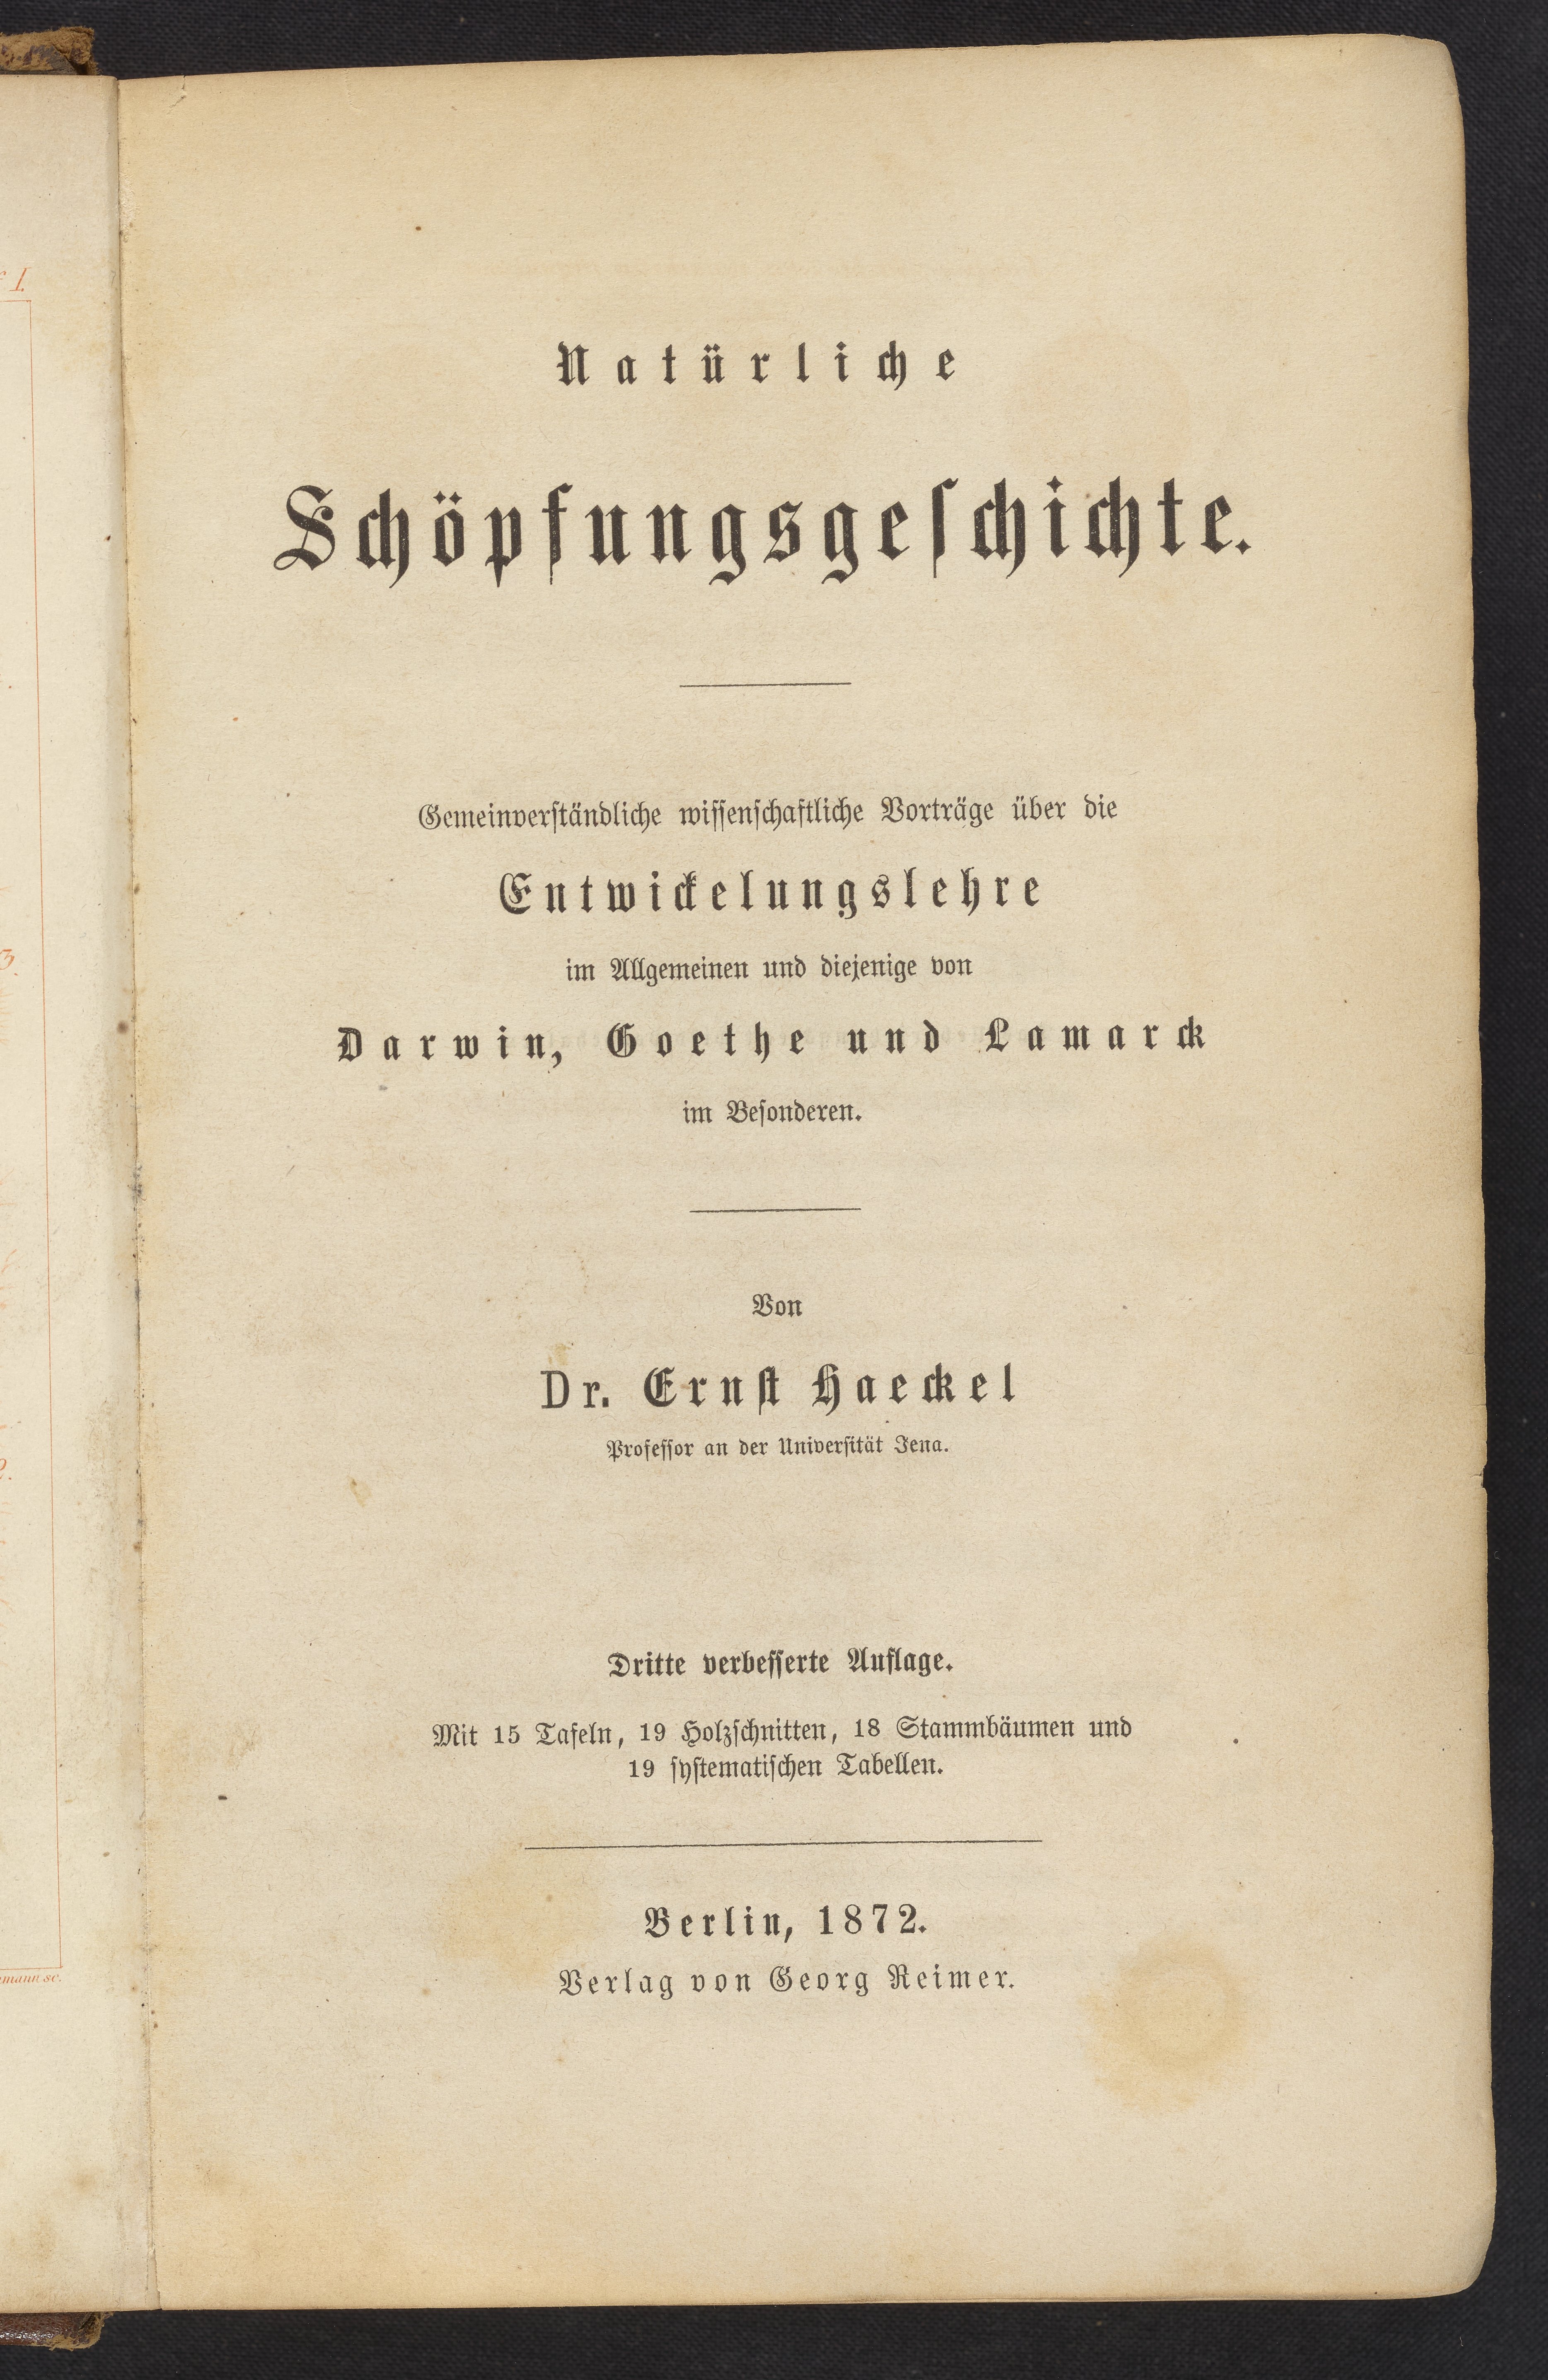 Natürliche
Schöpfungsgeſchichte.
Gemeinverſtändliche wiſſenſchaftliche Vorträge über die
Entwickelungslehre
im Allgemeinen und diejenige von
Darwin, Goethe und Lamarck
im Beſonderen.
Von
Dr. Ernſt Haeckel
Profeſſor an der Univerſität Jena.
Dritte verbeſſerte Auflage.
Mit 15 Tafeln, 19 Holzſchnitten, 18 Stammbäumen und
19 ſyſtematiſchen Tabellen.
Berlin, 1872.
Verlag von Georg Reimer.